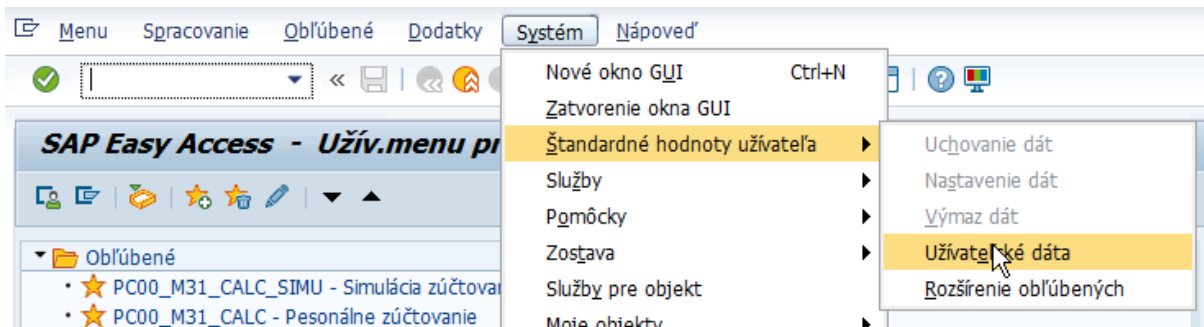 Menu Spracovanie Obľúbené Dodatky Systém Nápoveď
Nové okno GUI Ctrl+N
Zatvorenie okna GUI
Štandardné hodnoty užívateľa
Služby
Pomôcky
Zostava
Služby pre objekt
Moje objekty
Uchovanie dát
Nastavenie dát
Výmaz dát
Užívateľské dáta
Rozšírenie obľúbených
SAP Easy Access - Užív.menu pr
Obľúbené
PC00_M31_CALC_SIMU - Simulácia zúčtovan
PC00_M31_CALC - Pesonálne zúčtovanie